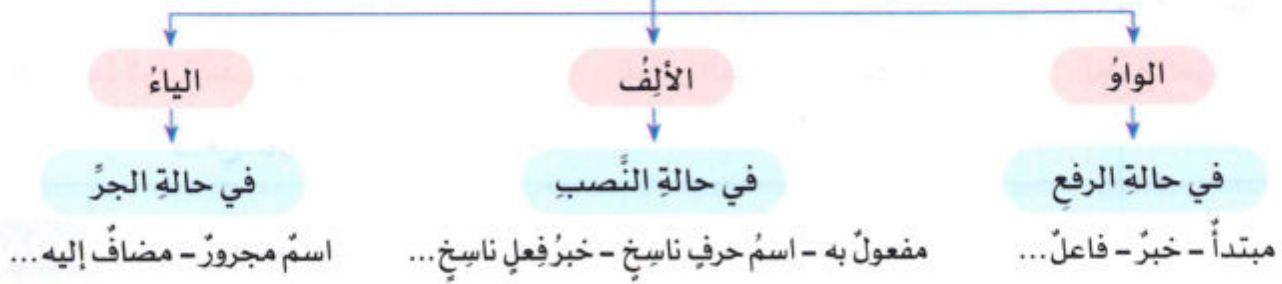 الواوُ
الألِفُ
الياءُ
في حالةِ الرفعِ
في حالةِ النَّصبِ
في حالةِ الجرِّ
مبتدأٌ – خبرٌ – فاعلٌ...
مفعولٌ به – اسمُ حرفٍ ناسِخٍ – خبرُ فِعلٍ ناسِخٍ...
اسمٌ مجرورٌ – مضافٌ إليه...